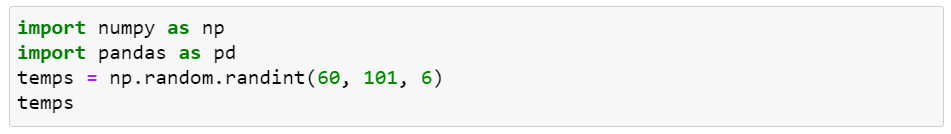 import numpy as np
import pandas as pd
temps = np.random.randint(60, 101, 6)
temps